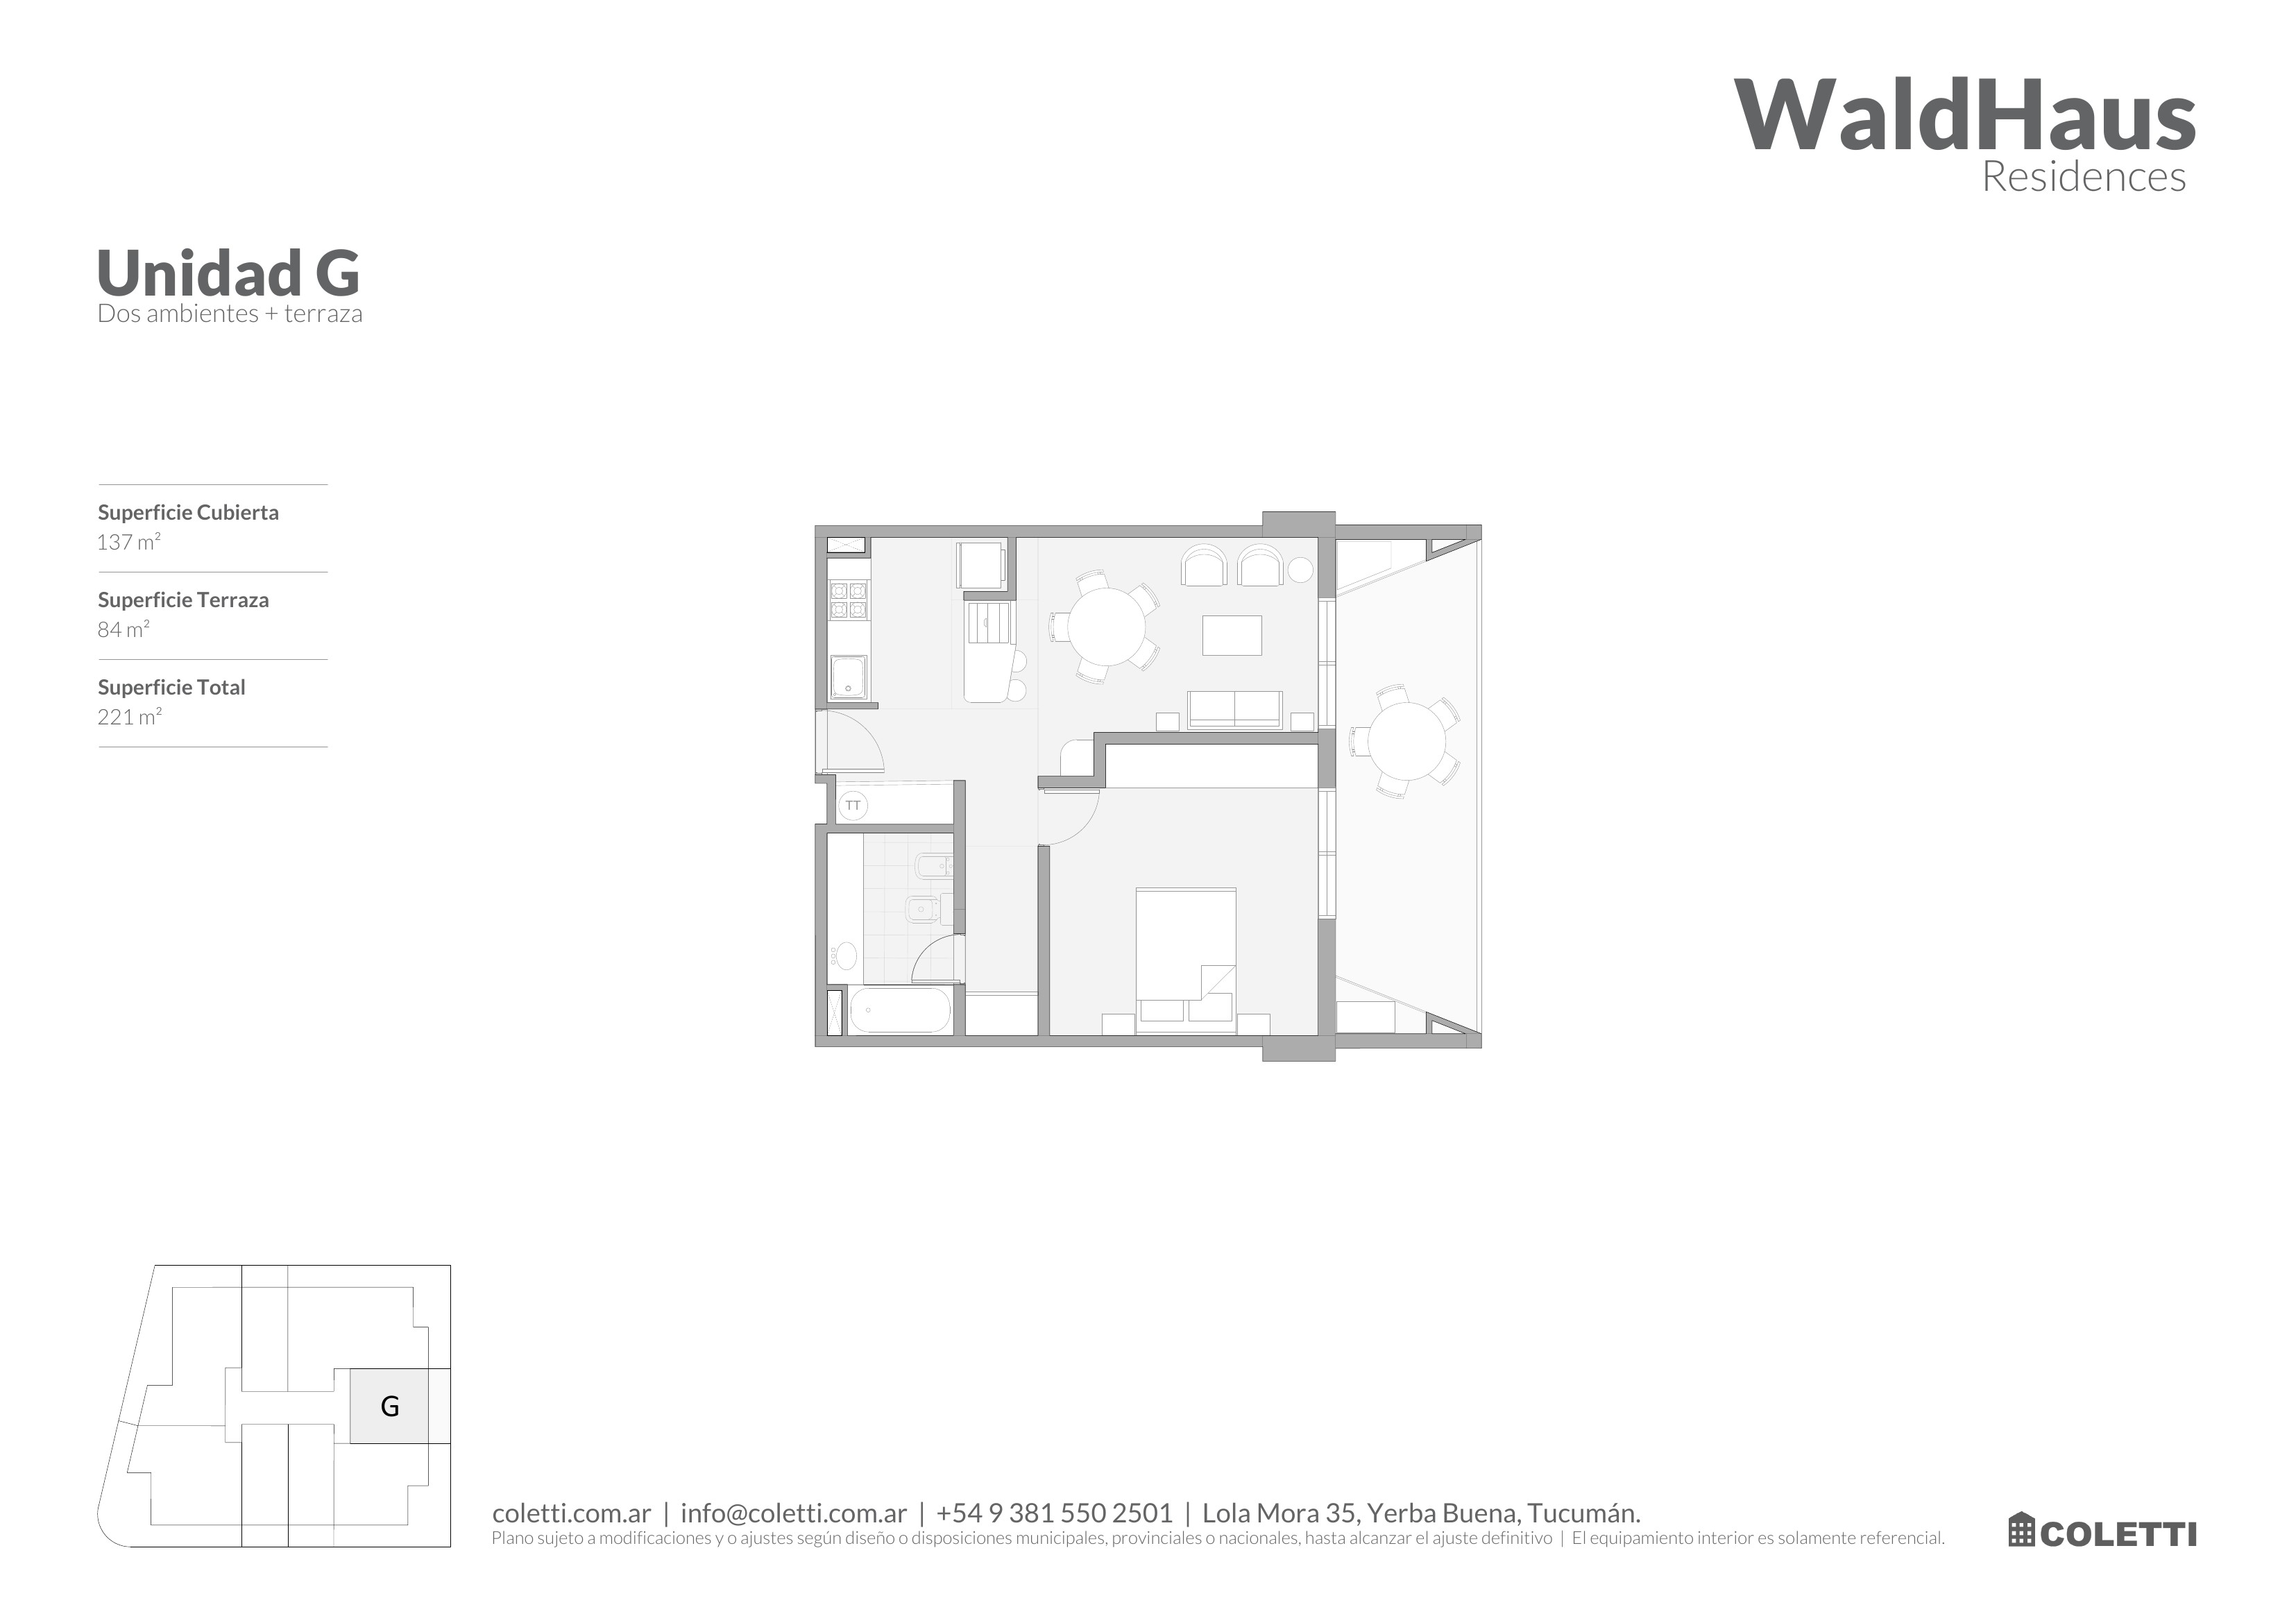 WaldHaus
Residences
Unidad G
Dos ambientes + terraza
Superficie Cubierta
137 m²
Superficie Terraza
84 m²
Superficie Total
221 m²
TT
G
coletti.com.ar | info@coletti.com.ar | +54 9 381 550 2501 | Lola Mora 35, Yerba Buena, Tucumán.
Plano sujeto a modificaciones y o ajustes según diseño o disposiciones municipales, provinciales o nacionales, hasta alcanzar el ajuste definitivo | El equipamiento interior es solamente referencial.
COLETTI